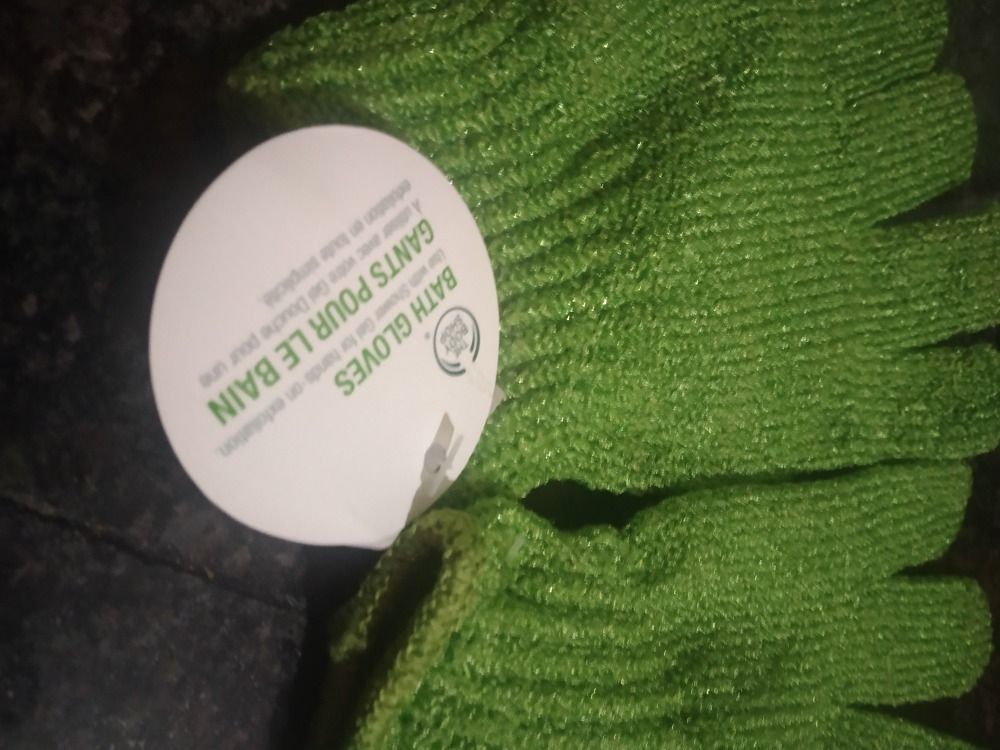 THE
BODY
SHOP
®
BATH GLOVES
Use with Shower Gel for hands-on exfoliation.
GANTS POUR LE BAIN
À utiliser avec votre Gel Douche pour une
exfoliation en toute simplicité.